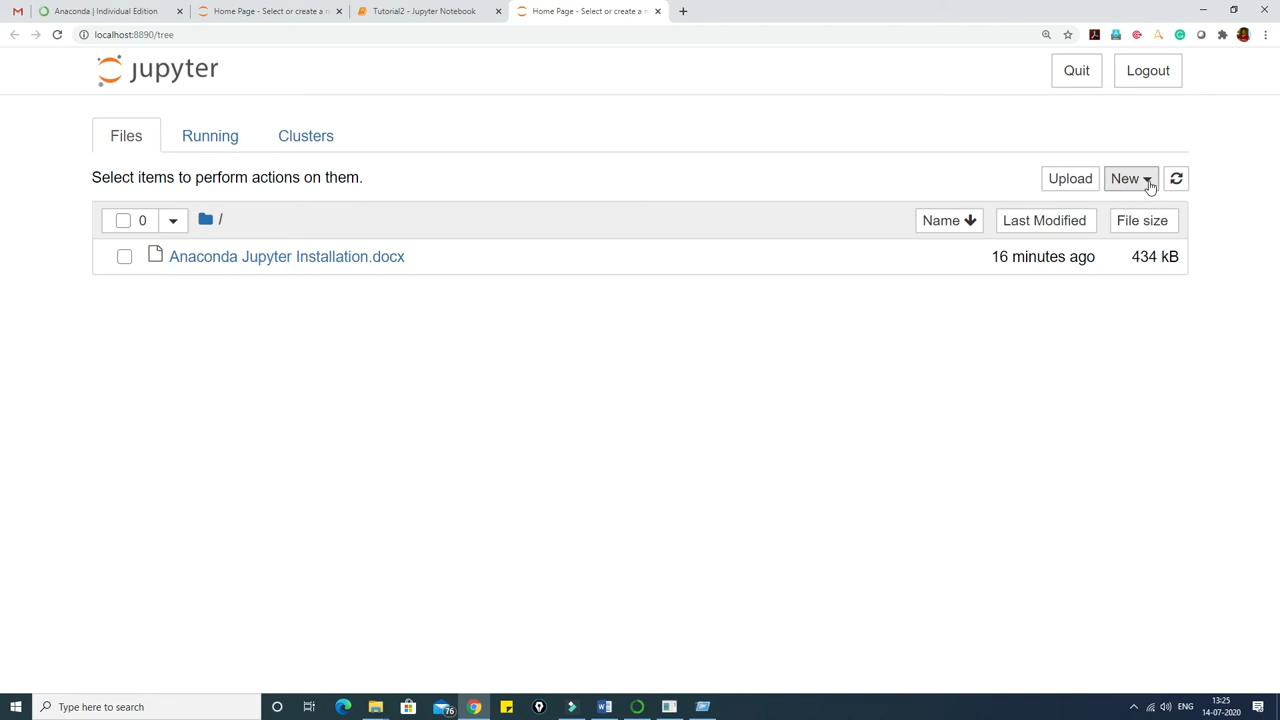 Anaconda | Individual Edition
Home Page - Select or create a n
Tutorial2 - Jupyter Notebook
Home Page - Select or create a n
localhost:8890/tree
jupyter
Quit
Logout
Files
Running
Clusters
Select items to perform actions on them.
Upload
New
0
/
Name
Last Modified
File size
Anaconda Jupyter Installation.docx
16 minutes ago
434 kB
Type here to search
76
ENG
13:25
14-07-2020